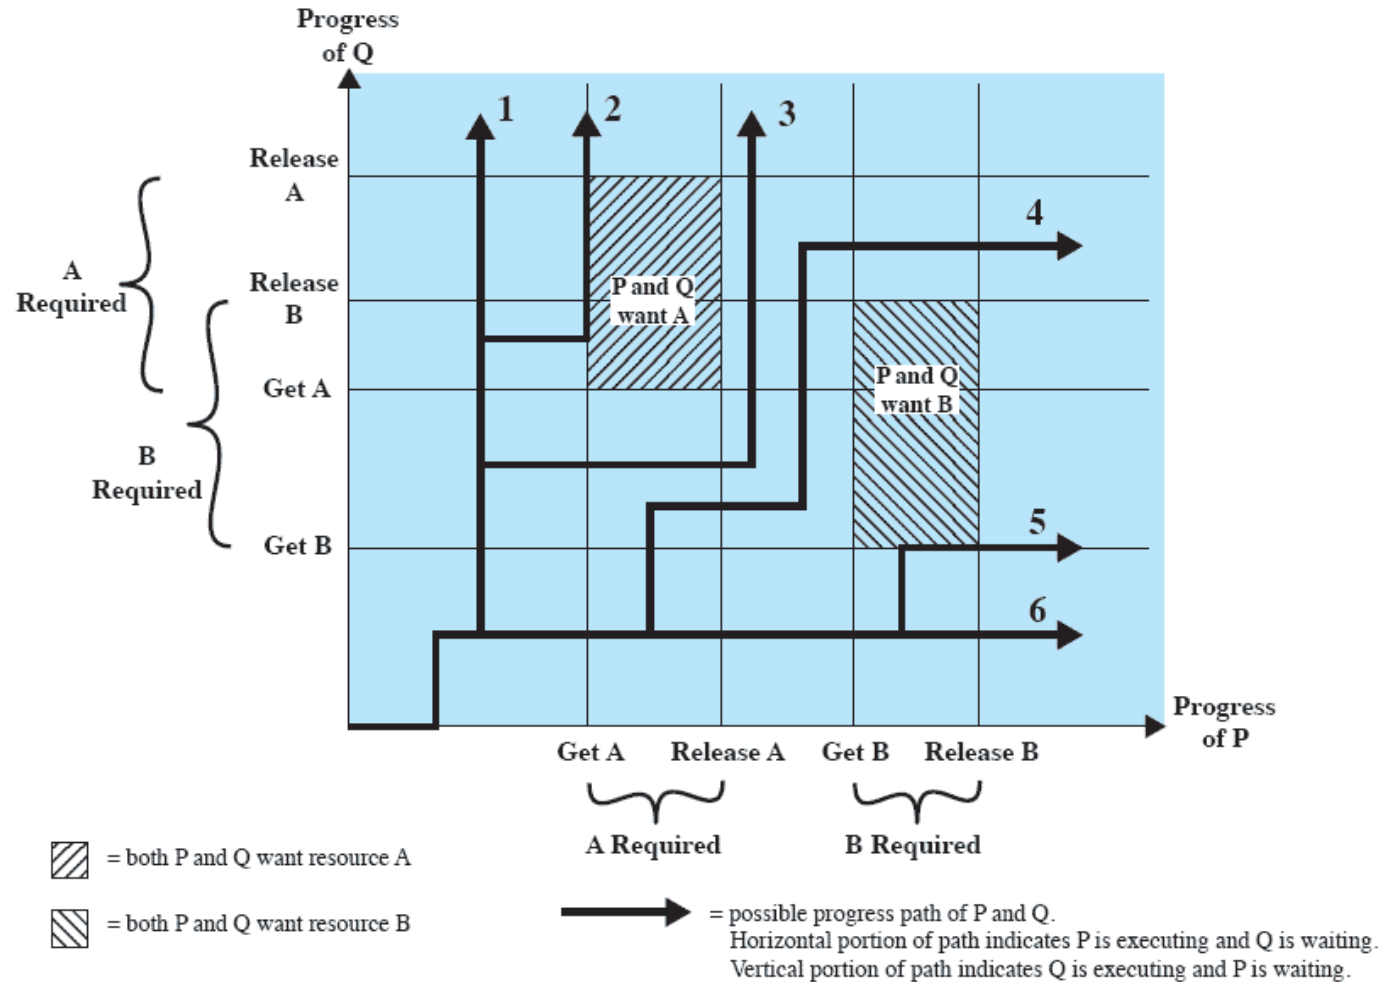 Progress
of Q
1
2
3
Release
A
4
A
Required
Release
B
P and Q
want A
Get A
P and Q
want B
B
Required
Get B
5
6
Progress
of P
Get A
Release A
Get B
Release B
A Required
B Required
= both P and Q want resource A
= both P and Q want resource B
= possible progress path of P and Q.
Horizontal portion of path indicates P is executing and Q is waiting.
Vertical portion of path indicates Q is executing and P is waiting.